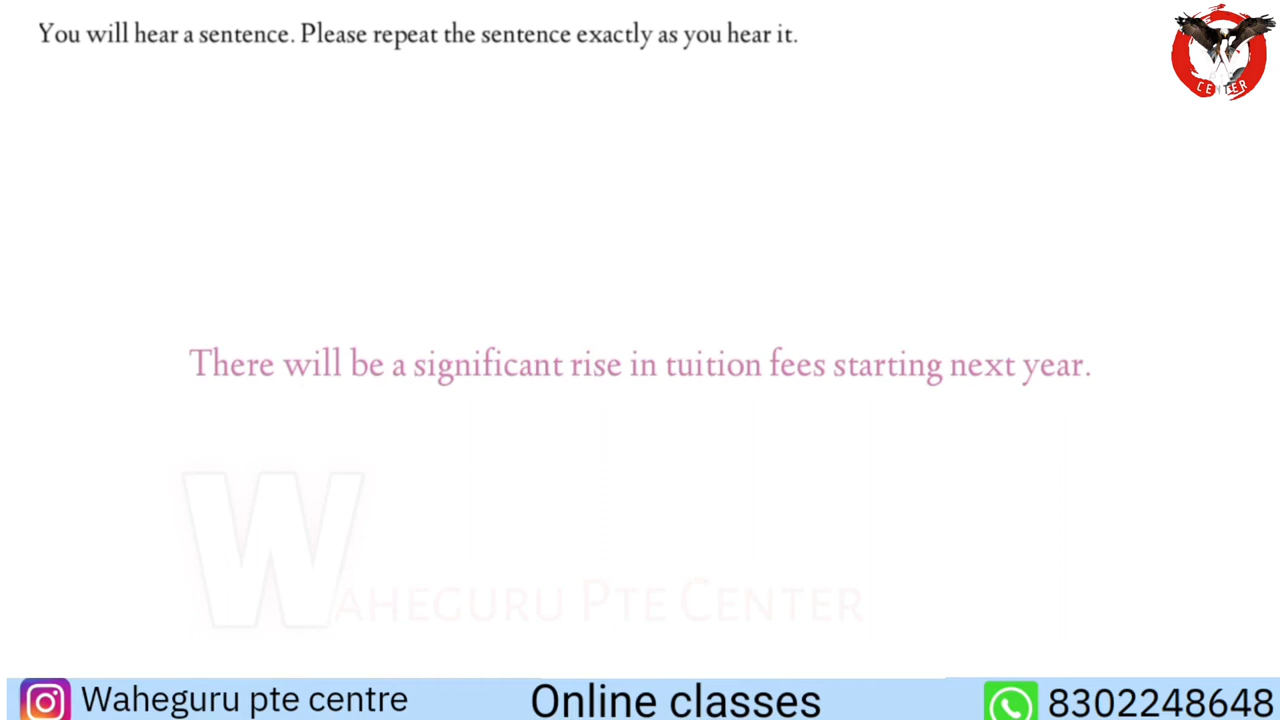 You will hear a sentence. Please repeat the sentence exactly as you hear it.
CENTER
There will be a significant rise in tuition fees starting next year.
WAHEGURU PTE CENTER
Waheguru pte centre
Online classes
8302248648